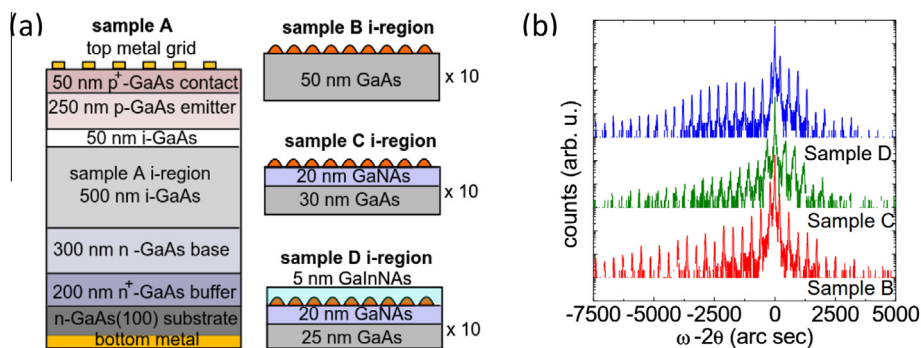 (a)
sample A
top metal grid
50 nm p⁺-GaAs contact
250 nm p-GaAs emitter
50 nm i-GaAs
sample A i-region
500 nm i-GaAs
300 nm n -GaAs base
200 nm n⁺-GaAs buffer
n-GaAs(100) substrate
bottom metal
sample B i-region
50 nm GaAs
x 10
sample C i-region
20 nm GaNAs
30 nm GaAs
x 10
sample D i-region
5 nm GaInNAs
20 nm GaNAs
25 nm GaAs
x 10
(b)
counts (arb. u.)
Sample D
Sample C
Sample B
-7500 -5000 -2500 0 2500 5000
ω -2θ (arc sec)